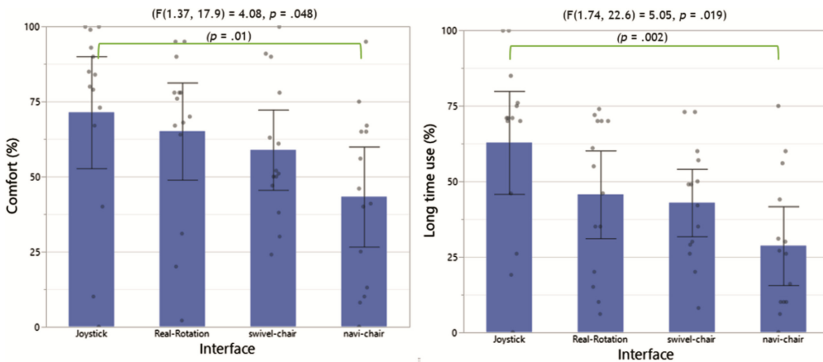 (F(1.37, 17.9) = 4.08, p = .048)
(p = .01)
Comfort (%)
100
75
50
25
0
Joystick Real-Rotation swivel-chair navi-chair
Interface
(F(1.74, 22.6) = 5.05, p = .019)
(p = .002)
Long time use (%)
100
75
50
25
0
Joystick Real-Rotation swivel-chair navi-chair
Interface